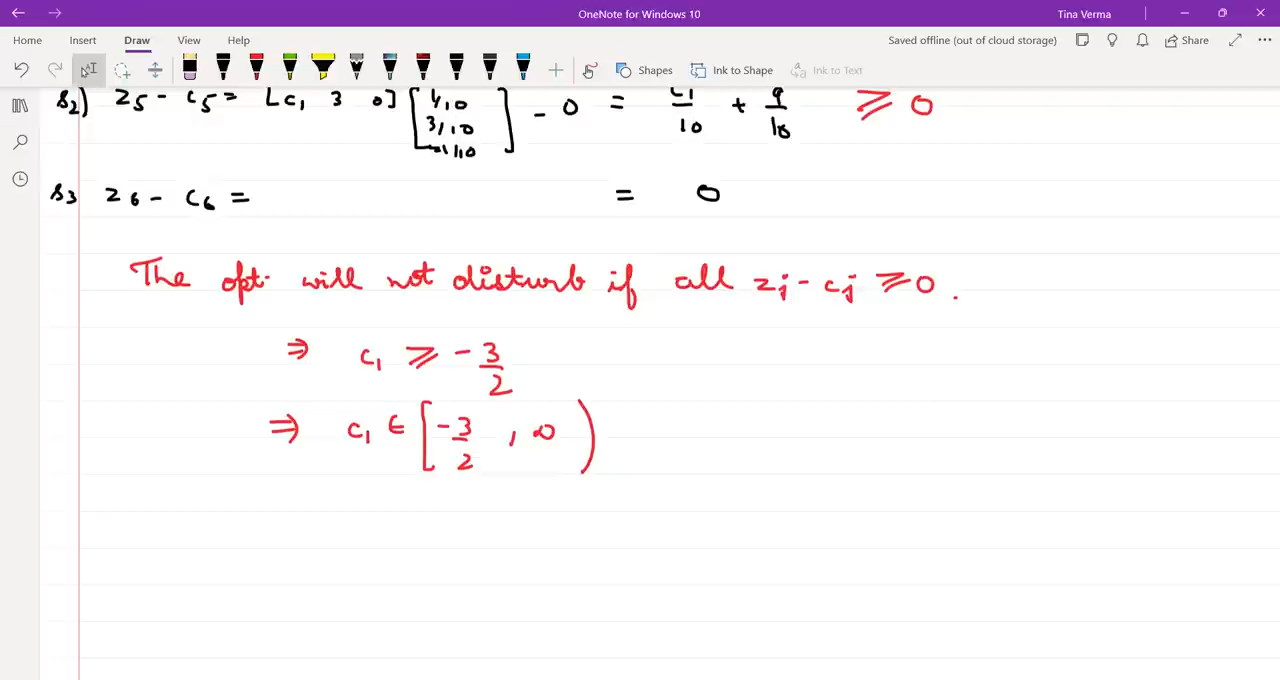 OneNote for Windows 10
Tina Verma
Home Insert Draw View Help
Saved offline (out of cloud storage)
Share
Shapes
Ink to Shape
Ink to Text
s2) z5 - c5 = [c1 3 0] [4/10 3/10 -1/10] - 0 = c1/10 + 9/10 ≥ 0
s3 z6 - c6 = = 0
The opt. will not disturb if all zj - cj ≥ 0.
⇒ c1 ≥ -3/2
⇒ c1 ∈ [-3/2, ∞)